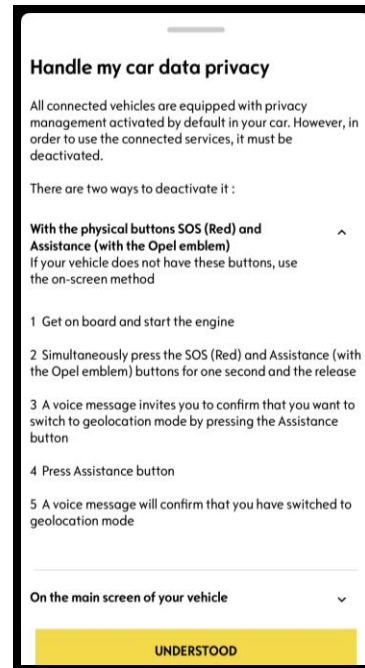 Handle my car data privacy
All connected vehicles are equipped with privacy
management activated by default in your car. However, in
order to use the connected services, it must be
deactivated.
There are two ways to deactivate it :
With the physical buttons SOS (Red) and
Assistance (with the Opel emblem)
If your vehicle does not have these buttons, use
the on-screen method
1 Get on board and start the engine
2 Simultaneously press the SOS (Red) and Assistance (with
the Opel emblem) buttons for one second and the release
3 A voice message invites you to confirm that you want to
switch to geolocation mode by pressing the Assistance
button
4 Press Assistance button
5 A voice message will confirm that you have switched to
geolocation mode
On the main screen of your vehicle
UNDERSTOOD